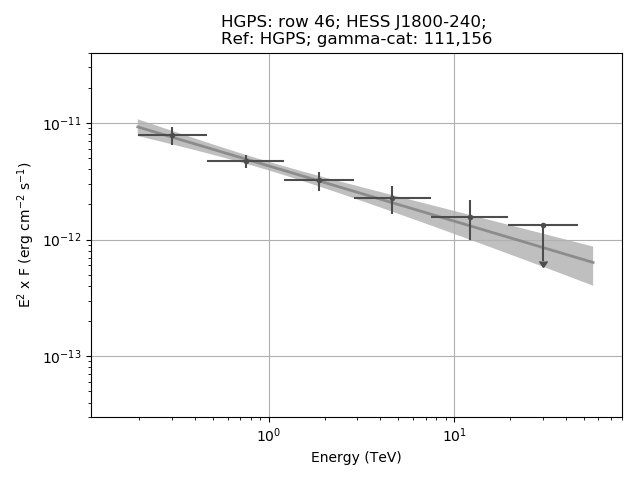 HGPS: row 46; HESS J1800-240;
Ref: HGPS; gamma-cat: 111,156
10⁻¹¹
10⁻¹²
10⁻¹³
E² x F (erg cm⁻² s⁻¹)
10⁰ 10¹
Energy (TeV)